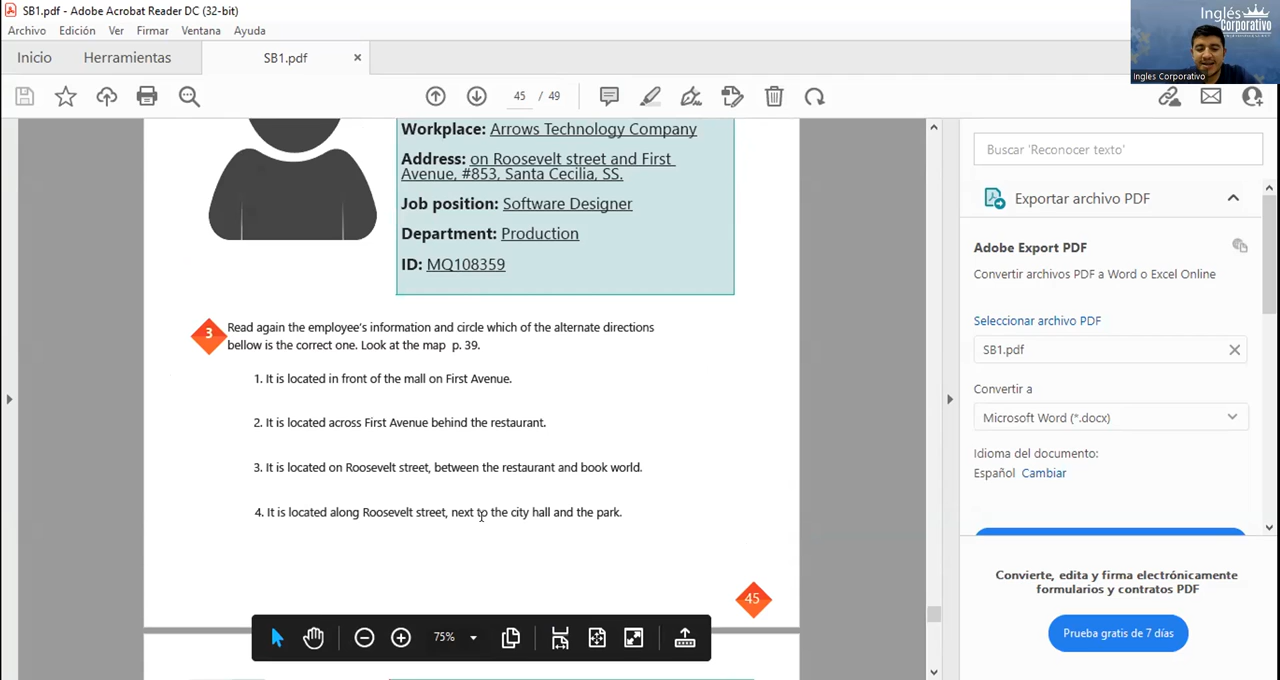 SB1.pdf - Adobe Acrobat Reader DC (32-bit)
Archivo Edición Ver Firmar Ventana Ayuda
Inicio Herramientas SB1.pdf ×
45 / 49
Inglés
Corporativo
Ingles Corporativo
Workplace: Arrows Technology Company
Address: on Roosevelt street and First
Avenue, #853, Santa Cecilia, SS.
Job position: Software Designer
Department: Production
ID: MQ108359
3
Read again the employee's information and circle which of the alternate directions
bellow is the correct one. Look at the map p. 39.
1. It is located in front of the mall on First Avenue.
2. It is located across First Avenue behind the restaurant.
3. It is located on Roosevelt street, between the restaurant and book world.
4. It is located along Roosevelt street, next to the city hall and the park.
45
75%
Buscar 'Reconocer texto'
Exportar archivo PDF
Adobe Export PDF
Convertir archivos PDF a Word o Excel Online
Seleccionar archivo PDF
SB1.pdf
Convertir a
Microsoft Word (*.docx)
Idioma del documento:
Español Cambiar
Convierte, edita y firma electrónicamente
formularios y contratos PDF
Prueba gratis de 7 días